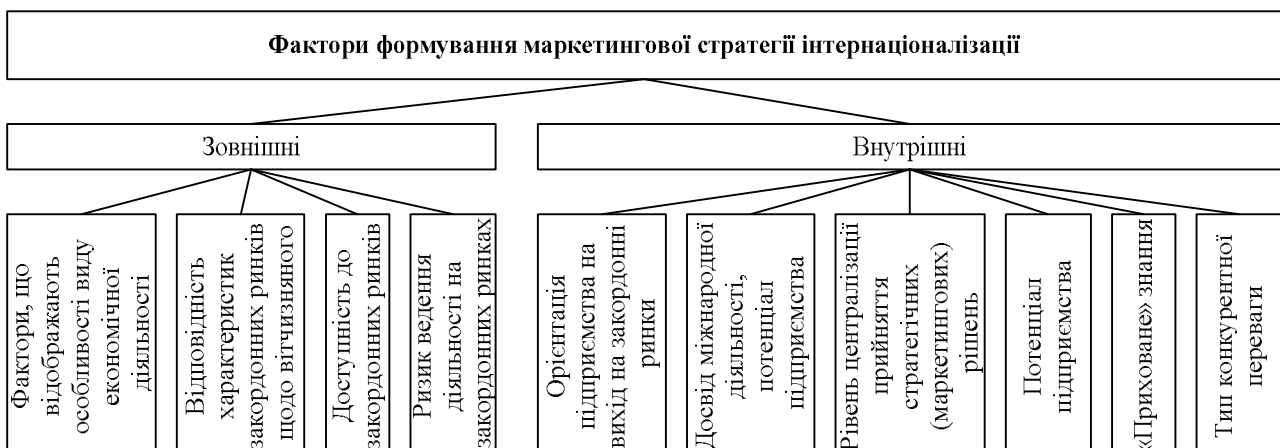 Фактори формування маркетингової стратегії інтернаціоналізації
Зовнішні
Внутрішні
Фактори, що
відображають
особливості виду
економічної
діяльності
Відповідність
характеристик
закордонних ринків
щодо вітчизняного
Доступність до
закордонних ринків
Ризик ведення
діяльності на
закордонних ринках
Орієнтація
підприємства на
вихід на закордонні
ринки
Досвід міжнародної
діяльності,
потенціал
підприємства
Рівень централізації
прийняття
стратегічних
(маркетингових)
рішень
Потенціал
підприємства
«Приховане» знання
Тип конкурентної
переваги